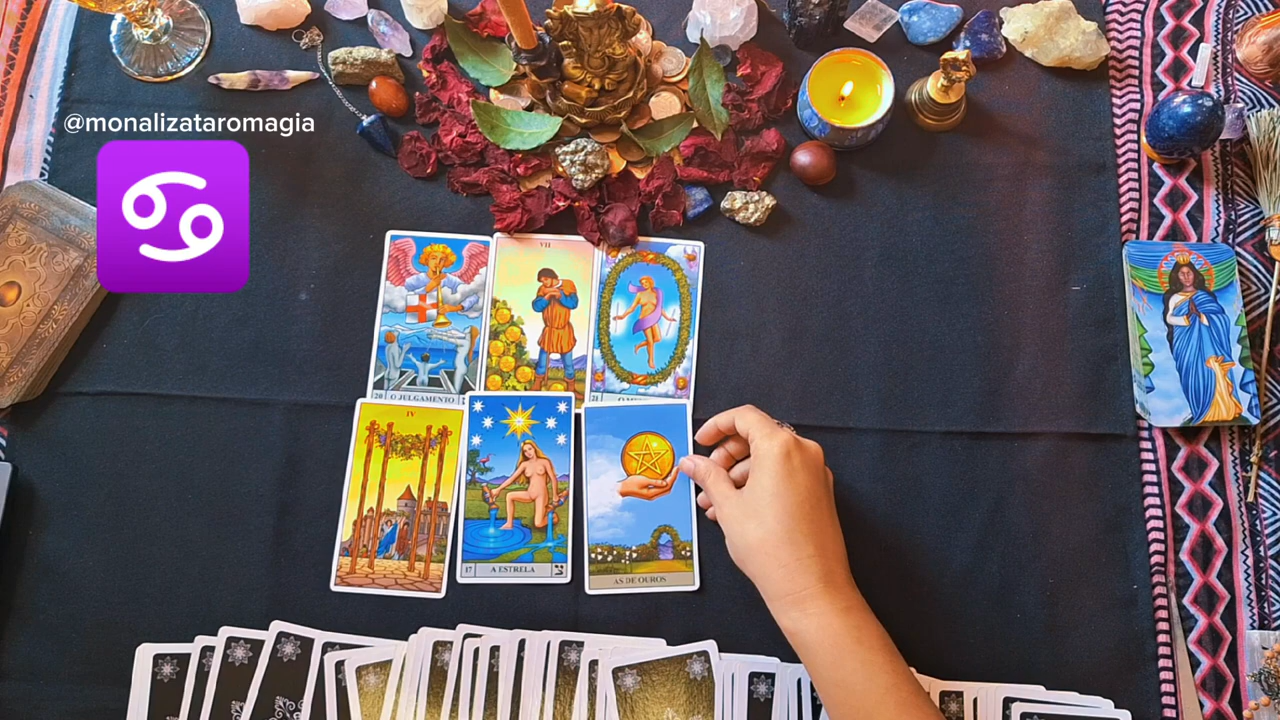 @monalizataromagia
VII
20 O JULGAMENTO
21
IV
17 A ESTRELA
AS DE OUROS